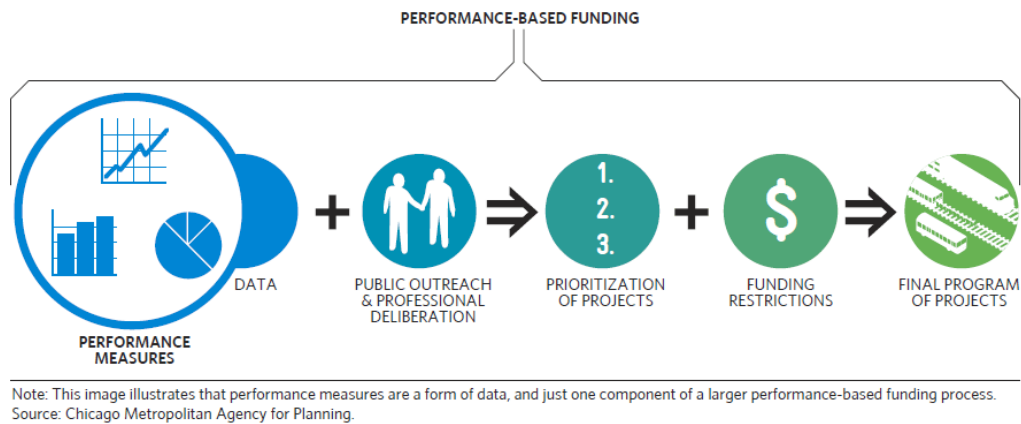 PERFORMANCE-BASED FUNDING
1.
2.
3.
$
DATA
PUBLIC OUTREACH
& PROFESSIONAL
DELIBERATION
PRIORITIZATION
OF PROJECTS
FUNDING
RESTRICTIONS
FINAL PROGRAM
OF PROJECTS
PERFORMANCE
MEASURES
Note: This image illustrates that performance measures are a form of data, and just one component of a larger performance-based funding process.
Source: Chicago Metropolitan Agency for Planning.